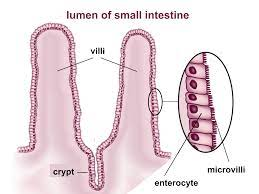 lumen of small intestine
villi
crypt
microvilli
enterocyte